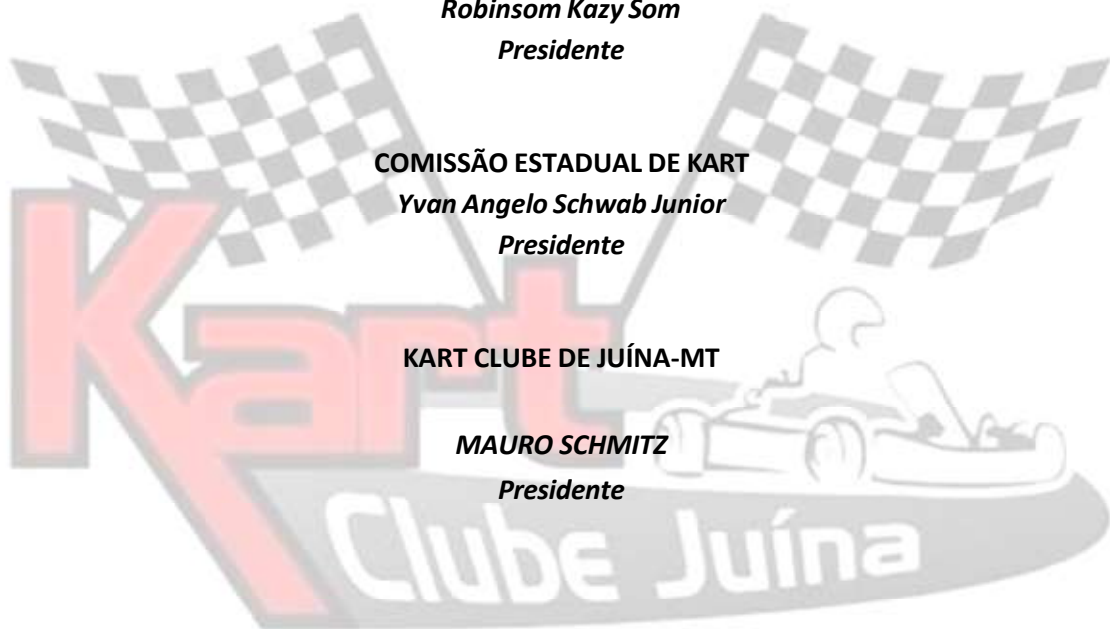 Robinsom Kazy Som
Presidente
COMISSÃO ESTADUAL DE KART
Yvan Angelo Schwab Junior
Presidente
KART CLUBE DE JUÍNA-MT
MAURO SCHMITZ
Presidente
Kart
Clube Juína